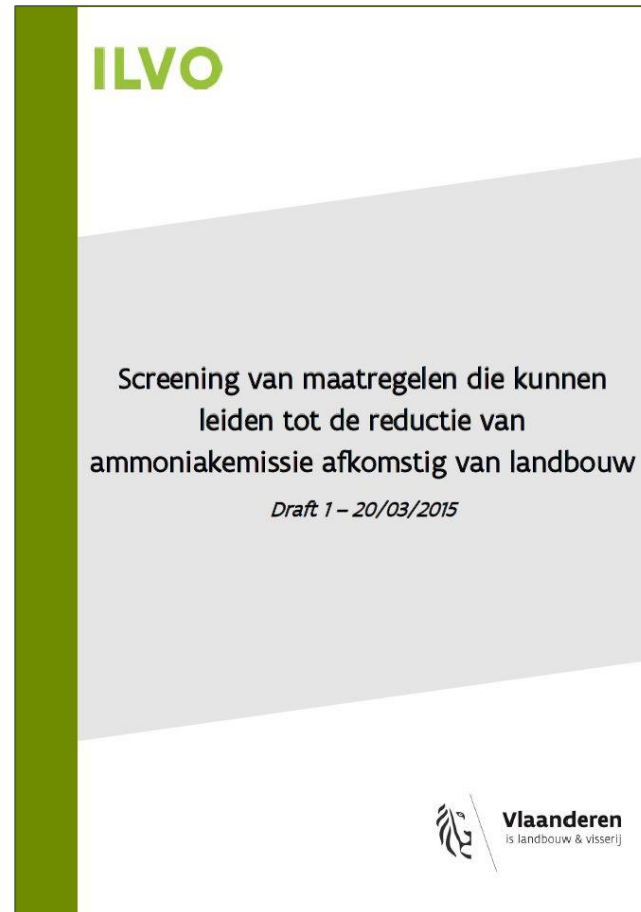 ILVO
Screening van maatregelen die kunnen
leiden tot de reductie van
ammoniakemissie afkomstig van landbouw
Draft 1 – 20/03/2015
Vlaanderen
is landbouw & visserij